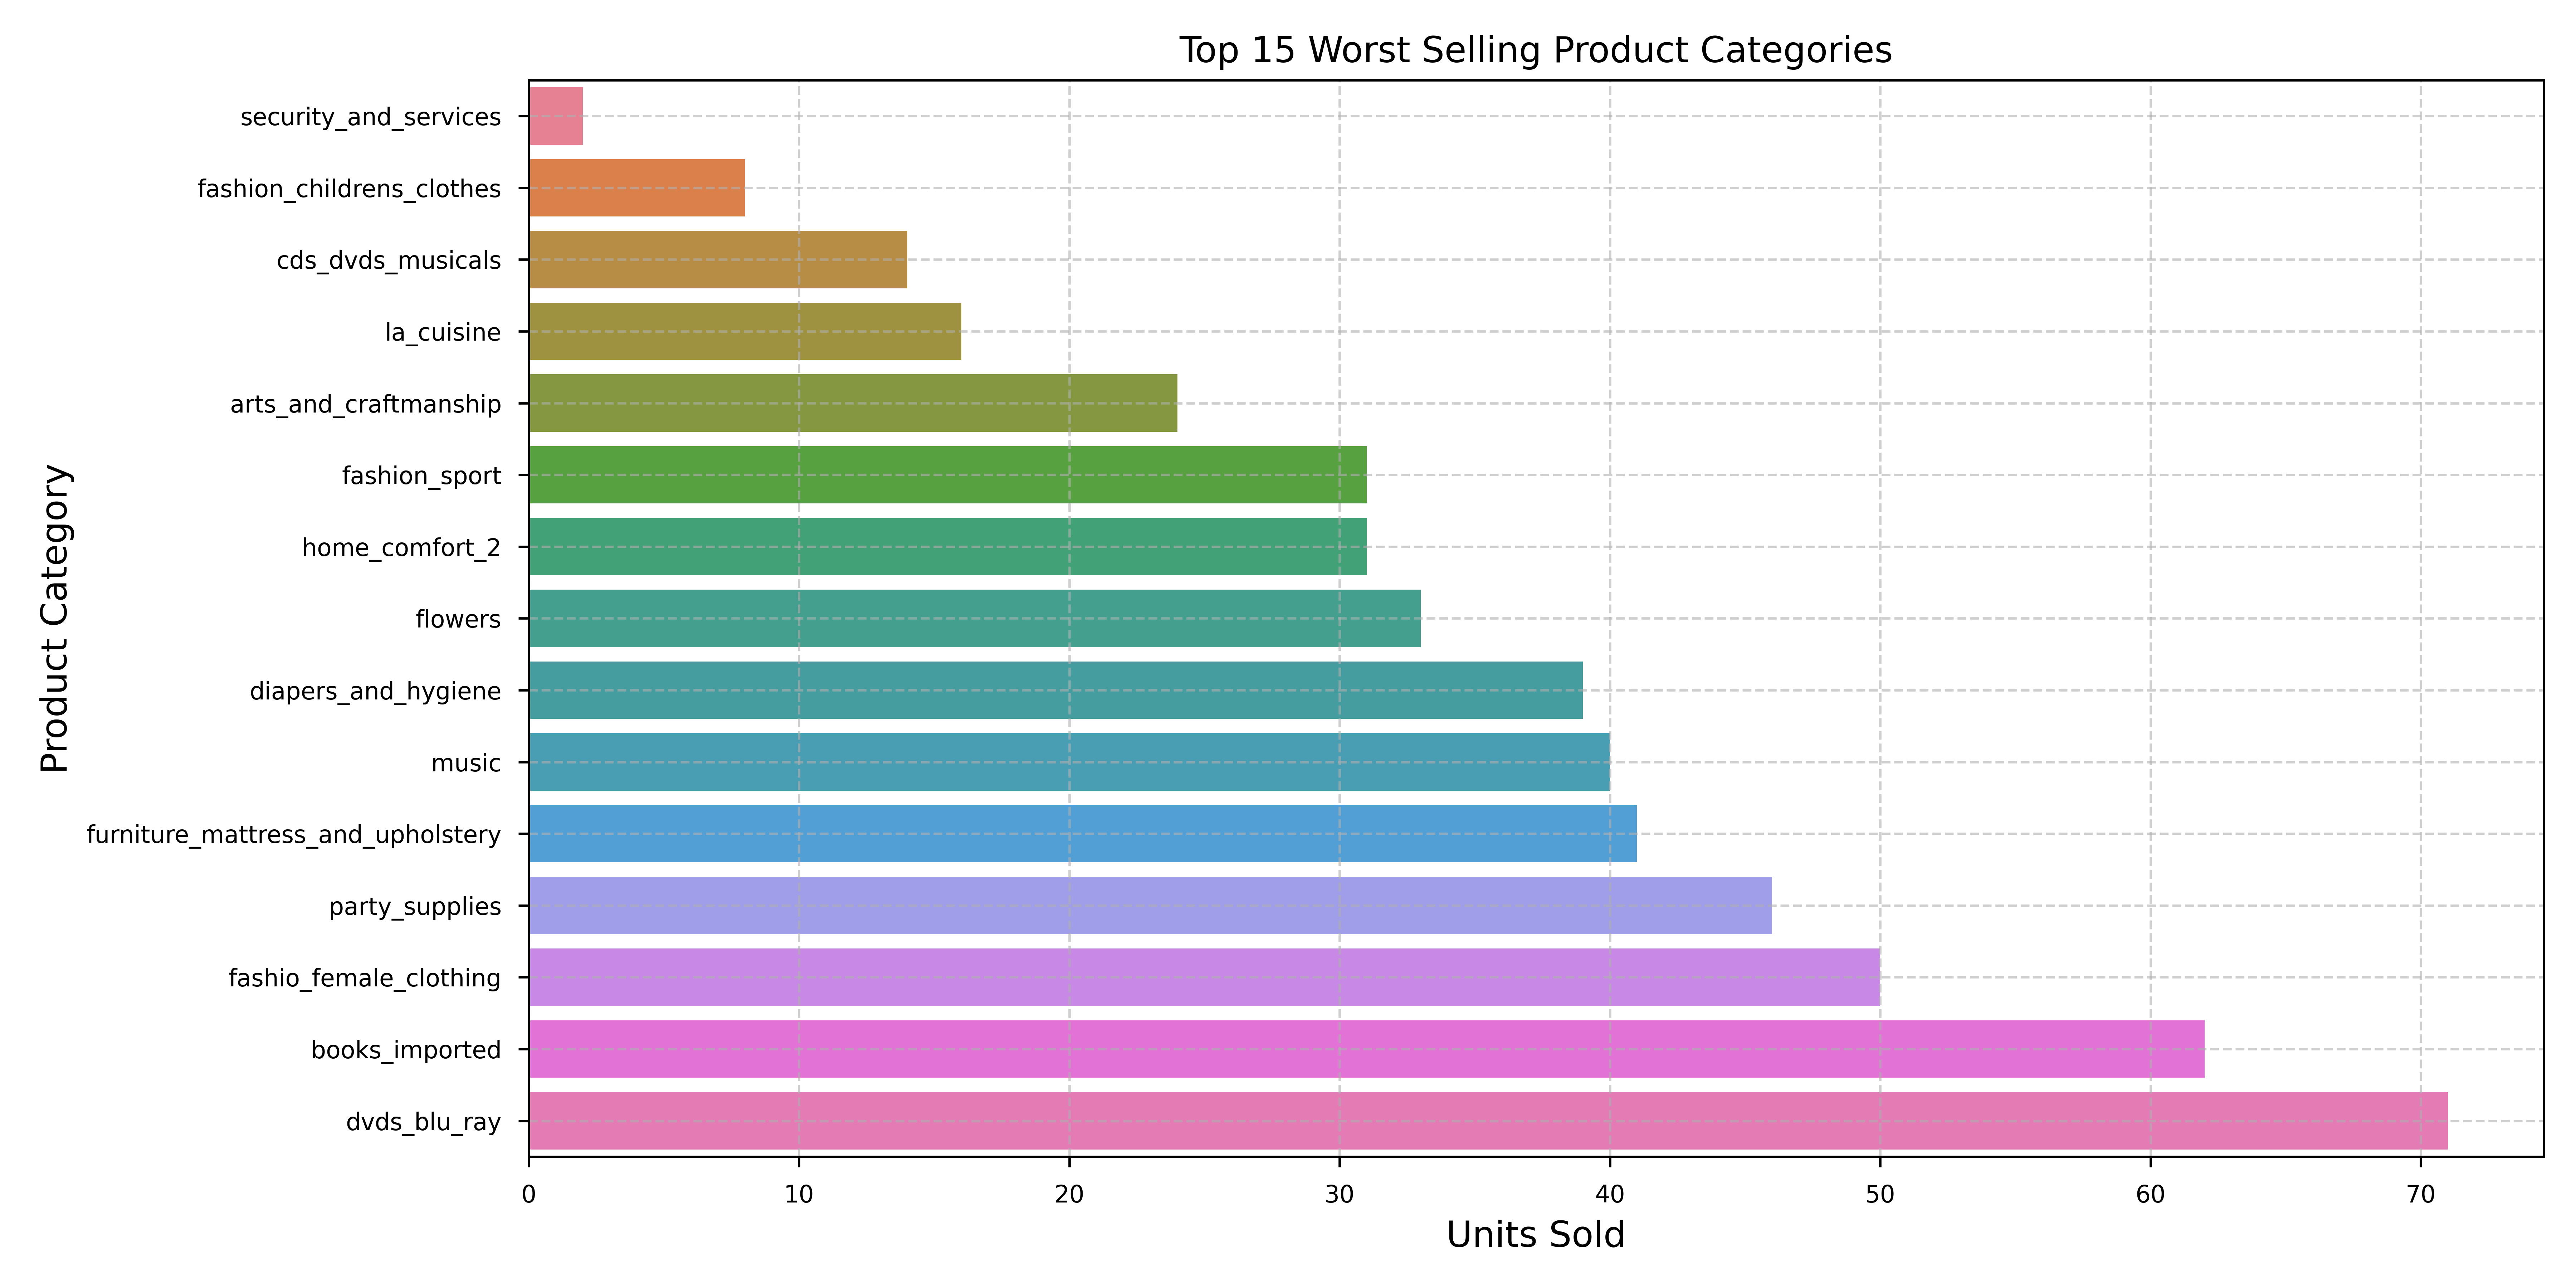 Top 15 Worst Selling Product Categories
Product Category
security_and_services
fashion_childrens_clothes
cds_dvds_musicals
la_cuisine
arts_and_craftmanship
fashion_sport
home_comfort_2
flowers
diapers_and_hygiene
music
furniture_mattress_and_upholstery
party_supplies
fashio_female_clothing
books_imported
dvds_blu_ray
0 10 20 30 40 50 60 70
Units Sold